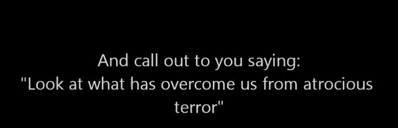 And call out to you saying:
"Look at what has overcome us from atrocious
terror"